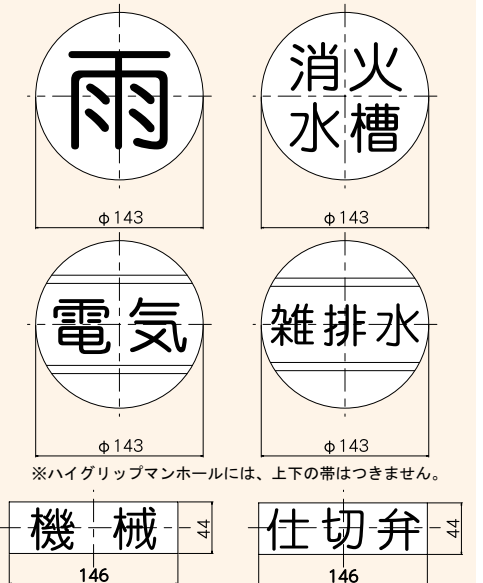 雨
φ143
消火
水槽
φ143
電気
φ143
雑排水
φ143
※ハイグリップマンホールには、上下の帯はつきません。
機械
44
146
仕切弁
44
146